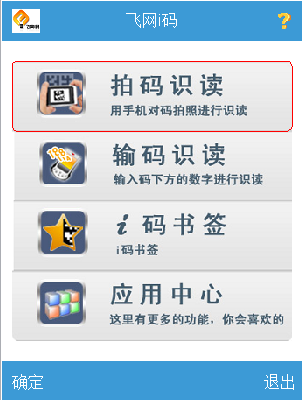 飞网i码
?
拍码识读
用手机对码拍照进行识读
输码识读
输入码下方的数字进行识读
i 码书签
i码书签
应用中心
这里有更多的功能，你会喜欢的
确定 退出